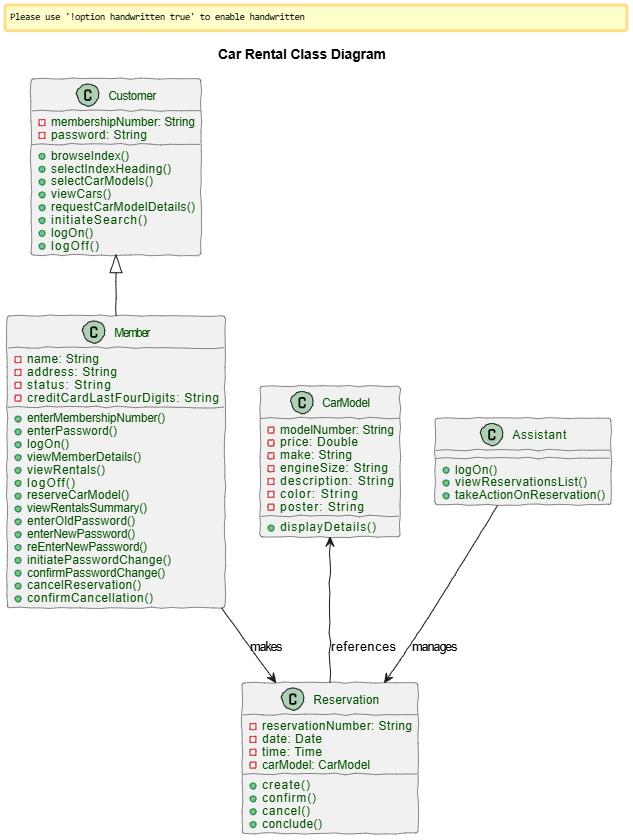 Please use '!option handwritten true' to enable handwritten
Car Rental Class Diagram
C Customer
membershipNumber: String
password: String
browseIndex()
selectIndexHeading()
selectCarModels()
viewCars()
requestCarModelDetails()
initiateSearch()
logOn()
logOff()
C Member
name: String
address: String
status: String
creditCardLastFourDigits: String
enterMembershipNumber()
enterPassword()
logOn()
viewMemberDetails()
viewRentals()
logOff()
reserveCarModel()
viewRentalsSummary()
enterOldPassword()
enterNewPassword()
reEnterNewPassword()
initiatePasswordChange()
confirmPasswordChange()
cancelReservation()
confirmCancellation()
C CarModel
modelNumber: String
price: Double
make: String
engineSize: String
description: String
color: String
poster: String
displayDetails()
C Assistant
logOn()
viewReservationsList()
takeActionOnReservation()
makes
references
manages
C Reservation
reservationNumber: String
date: Date
time: Time
carModel: CarModel
create()
confirm()
cancel()
conclude()